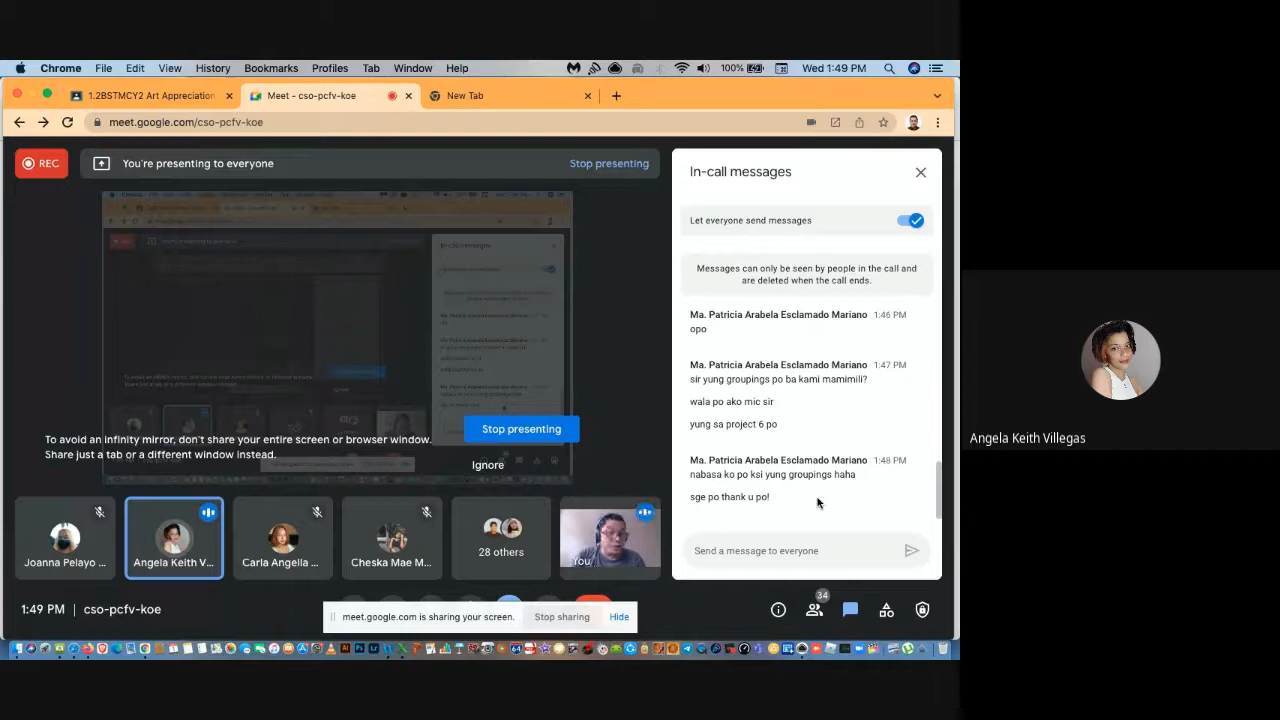 Chrome File Edit View History Bookmarks Profiles Tab Window Help 100% Wed 1:49 PM
1.2BSTMCY2 Art Appreciation Meet - cso-pcfv-koe New Tab
meet.google.com/cso-pcfv-koe
REC You're presenting to everyone Stop presenting
In-call messages
Let everyone send messages
Messages can only be seen by people in the call and
are deleted when the call ends.
Ma. Patricia Arabela Esclamado Mariano 1:46 PM
opo
Ma. Patricia Arabela Esclamado Mariano 1:47 PM
sir yung groupings po ba kami mamimili?
wala po ako mic sir
yung sa project 6 po
Ma. Patricia Arabela Esclamado Mariano 1:48 PM
nabasa ko po ksi yung groupings haha
sge po thank u po!
Send a message to everyone
To avoid an infinity mirror, don't share your entire screen or browser window.
Share just a tab or a different window instead.
Stop presenting
Ignore
Joanna Pelayo ...
Angela Keith V...
Carla Angella ...
Cheska Mae M...
28 others
You
1:49 PM | cso-pcfv-koe
meet.google.com is sharing your screen. Stop sharing Hide
34
Angela Keith Villegas